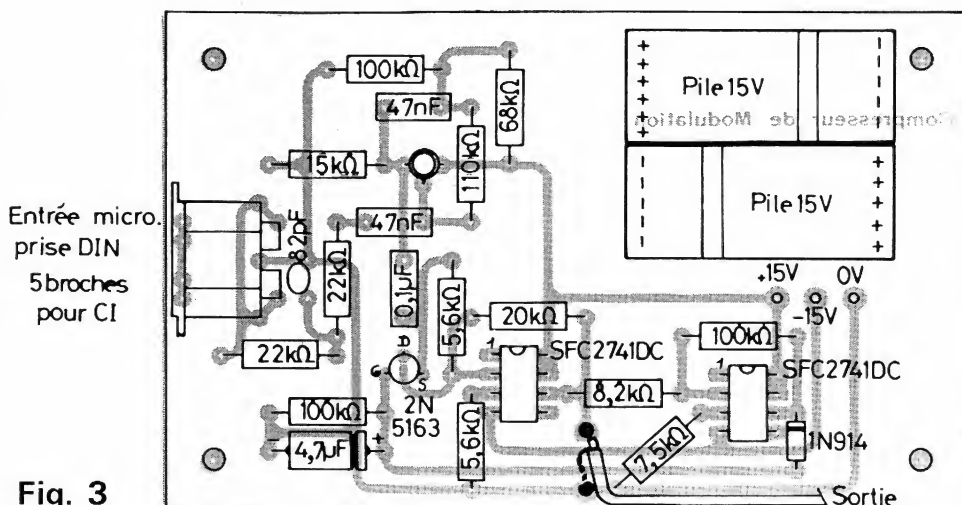 100kΩ
47nF
68kΩ
+ + + + + +
Pile 15V
- - - - - -
Compresseur de Modulation
15kΩ
110kΩ
Entrée micro.
prise DIN
5 broches
pour CI
82pF
47nF
22kΩ
0,1µF
Pile 15V
- - - - - -
+ + + + + +
+15V
0V
-15V
5,6kΩ
20kΩ
100kΩ
22kΩ
1
SFC2741DC
1
SFC2741DC
G
S
2N
5163
8,2kΩ
100kΩ
4,7µF
+
5,6kΩ
7,5kΩ
1N914
Fig. 3
Sortie